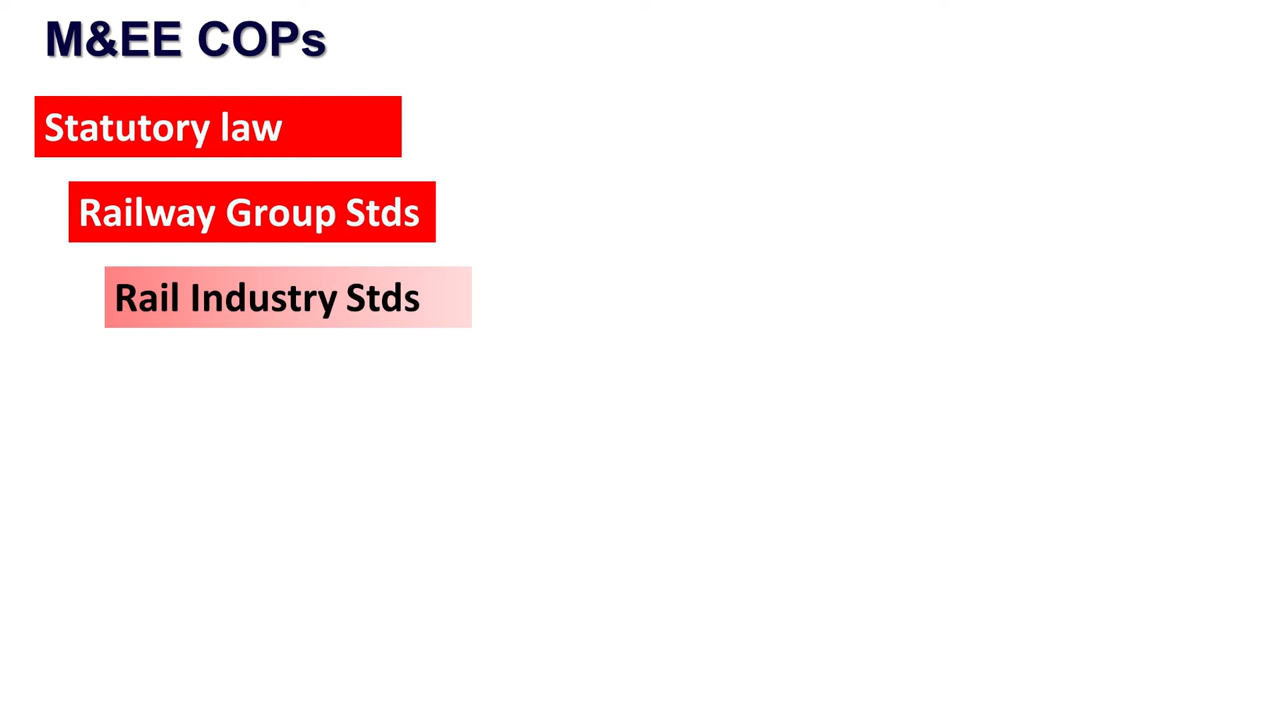 M&EE COPs
Statutory law
Railway Group Stds
Rail Industry Stds